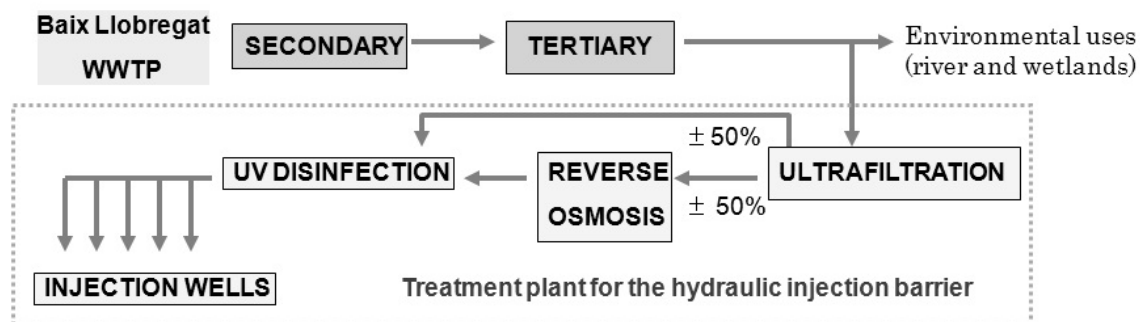 Baix Llobregat
WWTP
SECONDARY
TERTIARY
Environmental uses
(river and wetlands)
± 50%
UV DISINFECTION
REVERSE
OSMOSIS
± 50%
ULTRAFILTRATION
INJECTION WELLS
Treatment plant for the hydraulic injection barrier